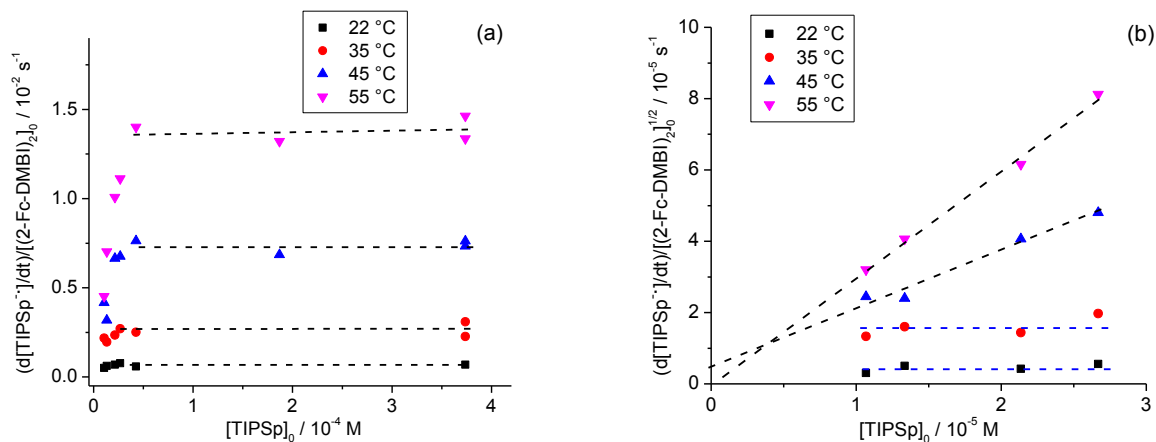 (a)
22 °C
35 °C
45 °C
55 °C
(d[TIPSp⁻˙]/dt)/[(2-Fc-DMBI)₂]₀ / 10⁻² s⁻¹
1.5
1.0
0.5
0.0
0 1 2 3 4
[TIPSp]₀ / 10⁻⁴ M
(b)
22 °C
35 °C
45 °C
55 °C
(d[TIPSp⁻˙]/dt)/[(2-Fc-DMBI)₂]₀¹ᐟ² / 10⁻⁵ s⁻¹
10
8
6
4
2
0
0 1 2 3
[TIPSp]₀ / 10⁻⁵ M